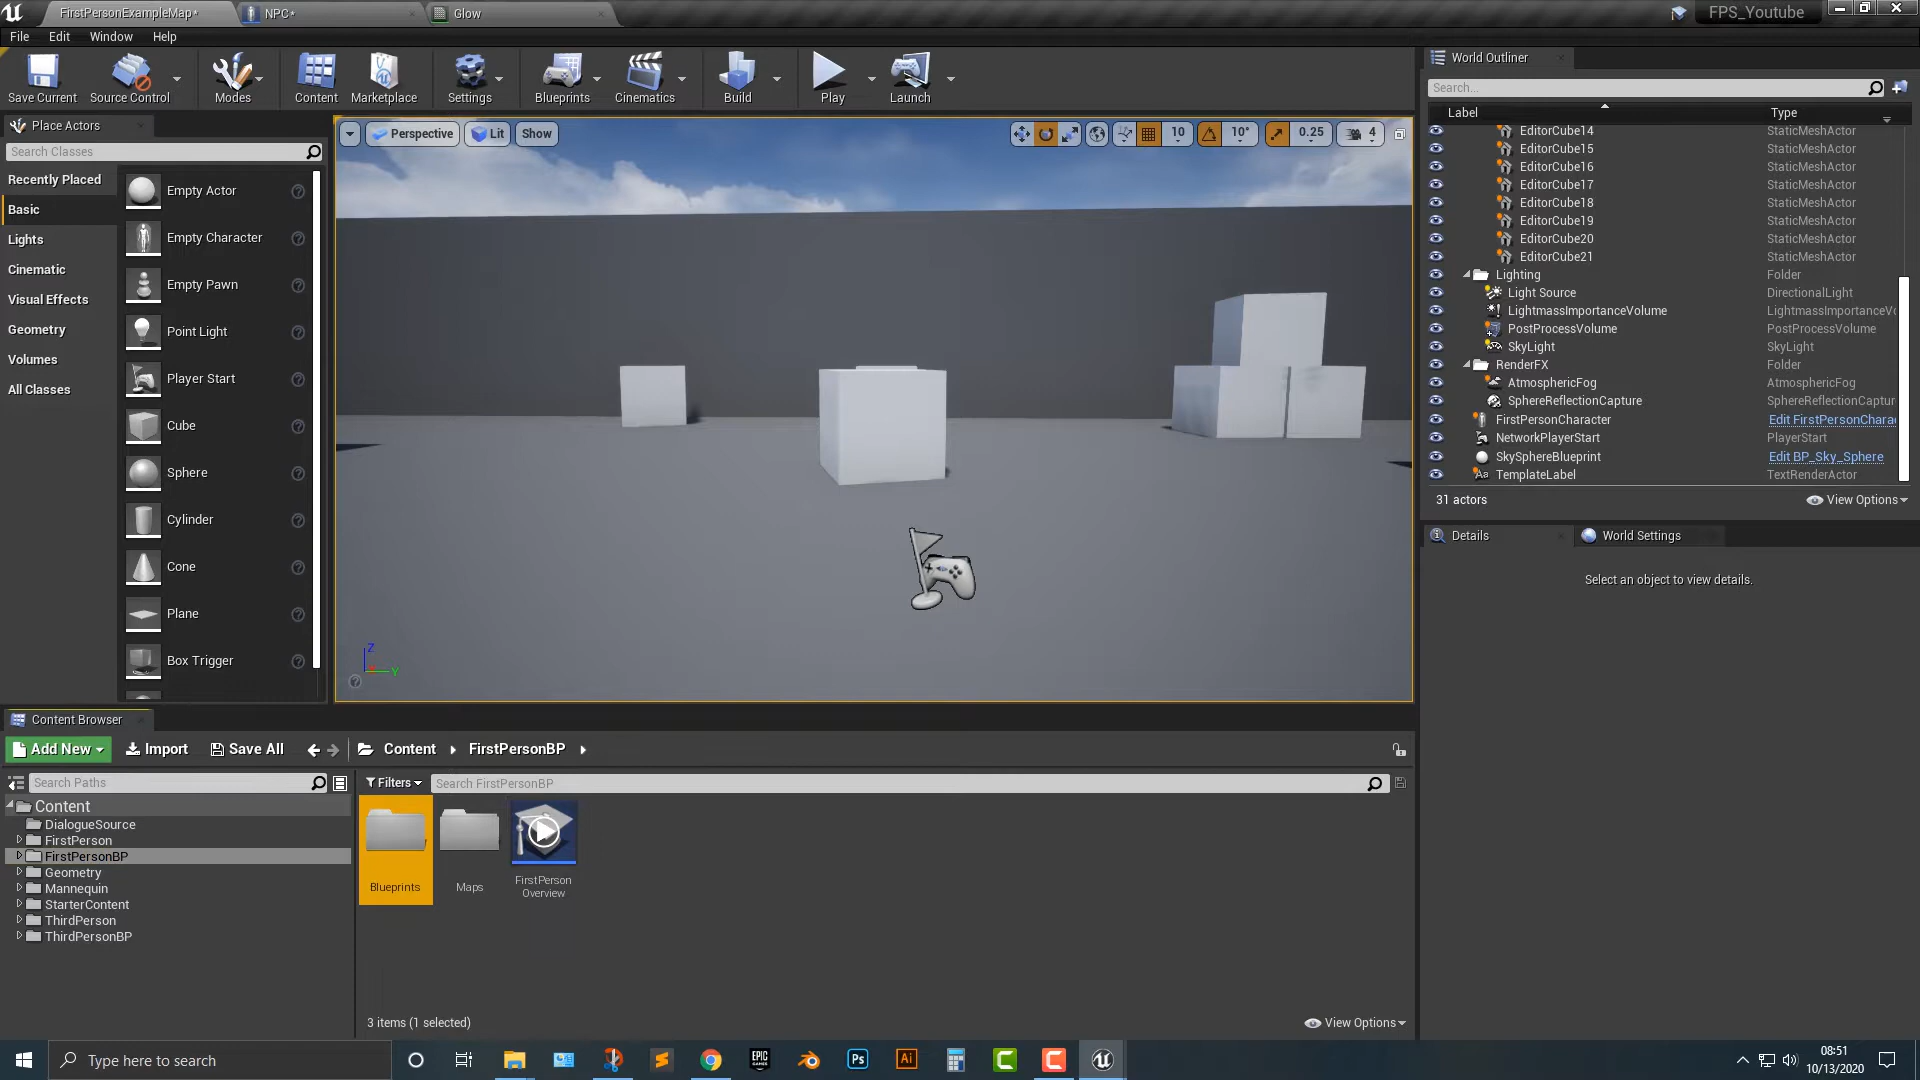 FirstPersonExampleMap*
NPC*
Glow
FPS_Youtube
File
Edit
Window
Help
Save Current
Source Control
Modes
Content
Marketplace
Settings
Blueprints
Cinematics
Build
Play
Launch
Place Actors
Search Classes
Recently Placed
Basic
Lights
Cinematic
Visual Effects
Geometry
Volumes
All Classes
Empty Actor
Empty Character
Empty Pawn
Point Light
Player Start
Cube
Sphere
Cylinder
Cone
Plane
Box Trigger
Perspective
Lit
Show
10
10°
0.25
4
Z
Y
World Outliner
Search...
Label
Type
EditorCube14 StaticMeshActor
EditorCube15 StaticMeshActor
EditorCube16 StaticMeshActor
EditorCube17 StaticMeshActor
EditorCube18 StaticMeshActor
EditorCube19 StaticMeshActor
EditorCube20 StaticMeshActor
EditorCube21 StaticMeshActor
Lighting Folder
Light Source DirectionalLight
LightmassImportanceVolume LightmassImportanceVo
PostProcessVolume PostProcessVolume
SkyLight SkyLight
RenderFX Folder
AtmosphericFog AtmosphericFog
SphereReflectionCapture SphereReflectionCaptur
FirstPersonCharacter Edit FirstPersonChara
NetworkPlayerStart PlayerStart
SkySphereBlueprint Edit BP_Sky_Sphere
TemplateLabel TextRenderActor
31 actors
View Options
Details
World Settings
Select an object to view details.
Content Browser
Add New
Import
Save All
Content
FirstPersonBP
Search Paths
Filters
Search FirstPersonBP
Content
DialogueSource
FirstPerson
FirstPersonBP
Geometry
Mannequin
StarterContent
ThirdPerson
ThirdPersonBP
Blueprints
Maps
FirstPerson
Overview
3 items (1 selected)
View Options
Type here to search
EPIC
GAMES
Ps
Ai
08:51
10/13/2020